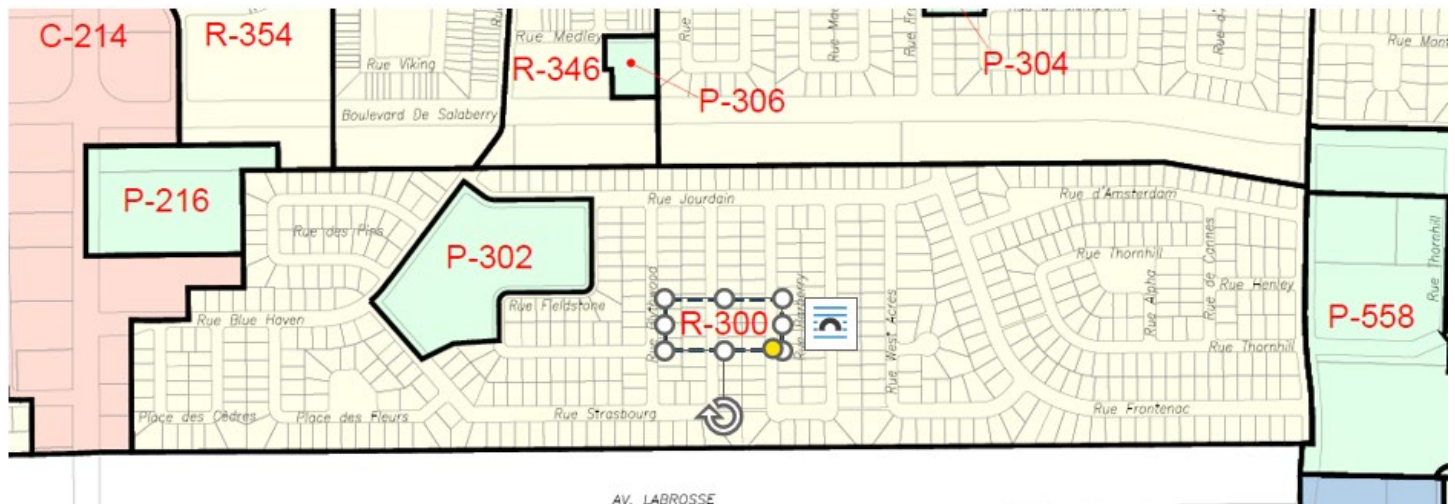 C-214
R-354
Rue Medley
Rue Viking
R-346
P-304
P-306
Boulevard De Salaberry
P-216
Rue Jourdain
Rue d'Amsterdam
Rue des Pins
P-302
Rue Thornhill
Rue Alpha
Rue de Cannes
Rue Henley
Rue Thornhill
P-558
Rue Fieldstone
R-300
Rue Blue Haven
Rue West Acres
Rue Thornhill
Place des Cèdres
Place des Fleurs
Rue Strasbourg
Rue Frontenac
AV. LABROSSE